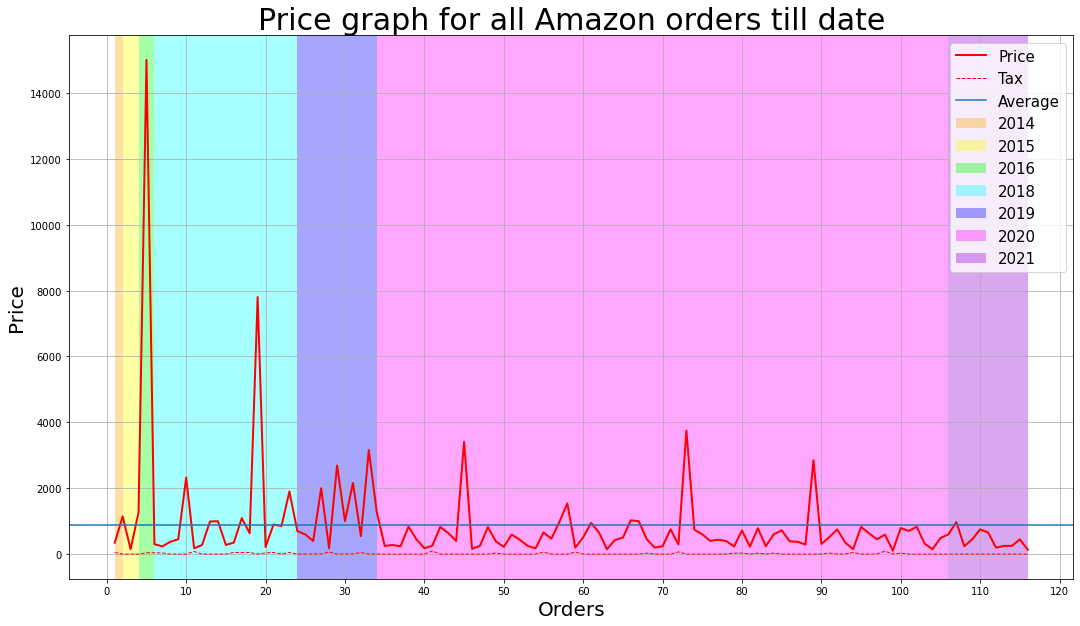 Price graph for all Amazon orders till date
Price
14000
12000
10000
8000
6000
4000
2000
0
Price
Tax
Average
2014
2015
2016
2018
2019
2020
2021
0 10 20 30 40 50 60 70 80 90 100 110 120
Orders